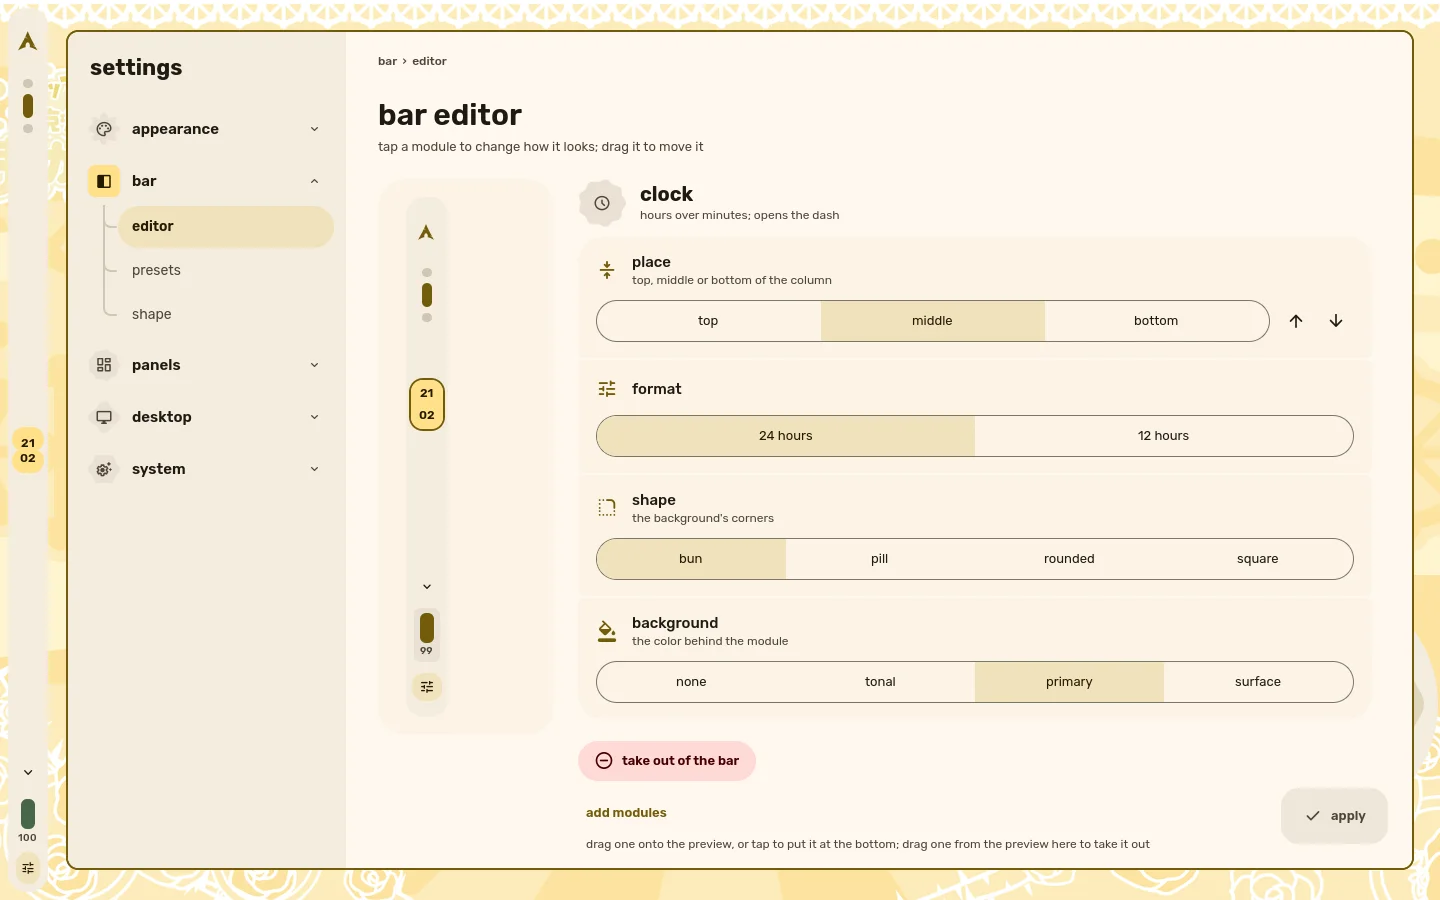 21
02
100
settings
appearance
bar
editor
presets
shape
panels
desktop
system
bar › editor
bar editor
tap a module to change how it looks; drag it to move it
21
02
99
clock
hours over minutes; opens the dash
place
top, middle or bottom of the column
top middle bottom
format
24 hours 12 hours
shape
the background's corners
bun pill rounded square
background
the color behind the module
none tonal primary surface
take out of the bar
add modules
drag one onto the preview, or tap to put it at the bottom; drag one from the preview here to take it out
apply